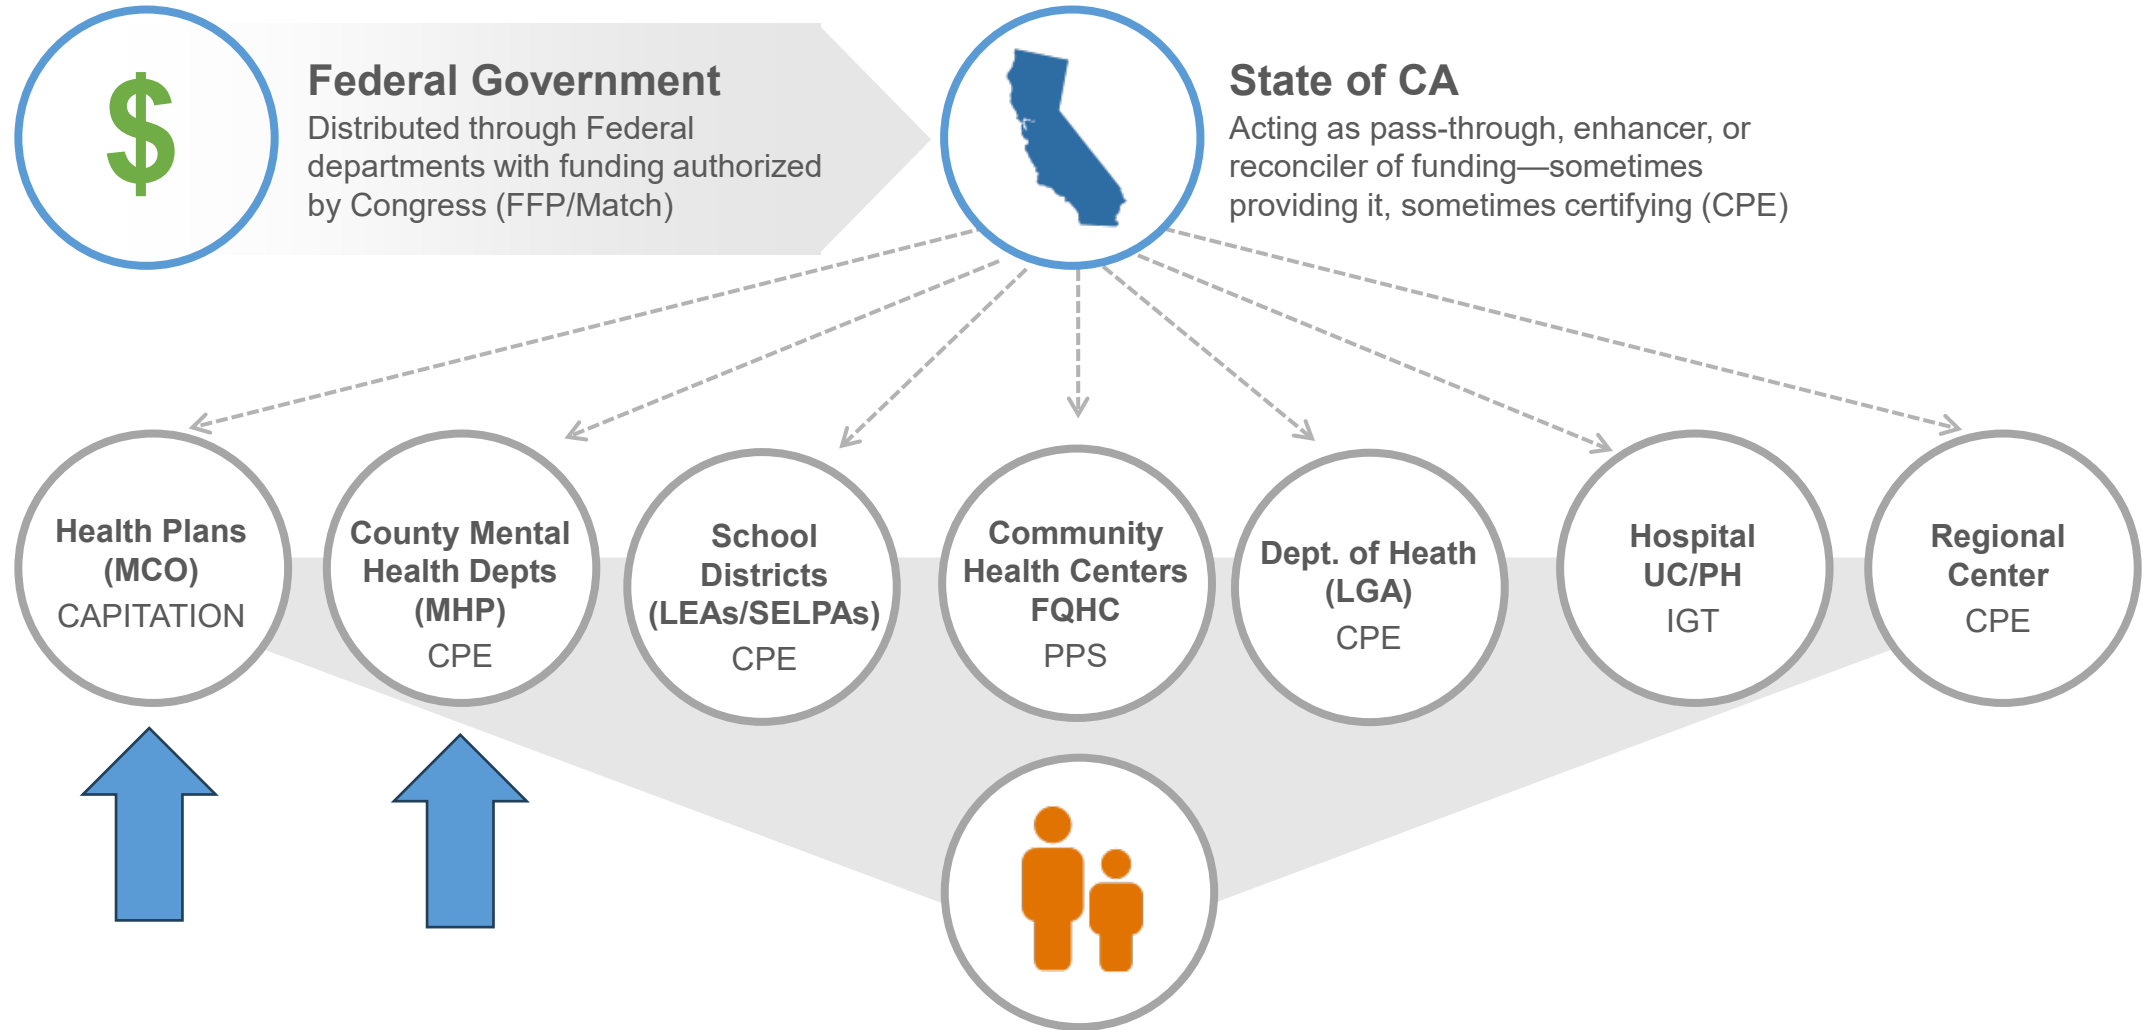 $
Federal Government
Distributed through Federal
departments with funding authorized
by Congress (FFP/Match)
State of CA
Acting as pass-through, enhancer, or
reconciler of funding—sometimes
providing it, sometimes certifying (CPE)
Health Plans
(MCO)
CAPITATION
County Mental
Health Depts
(MHP)
CPE
School
Districts
(LEAs/SELPAs)
CPE
Community
Health Centers
FQHC
PPS
Dept. of Heath
(LGA)
CPE
Hospital
UC/PH
IGT
Regional
Center
CPE